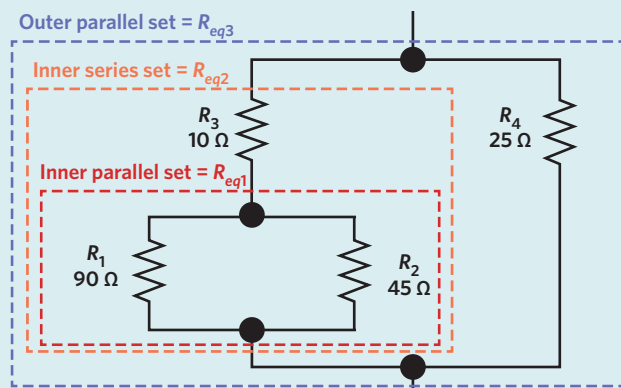 Outer parallel set = Req3
Inner series set = Req2
R3
10 Ω
R4
25 Ω
Inner parallel set = Req1
R1
90 Ω
R2
45 Ω